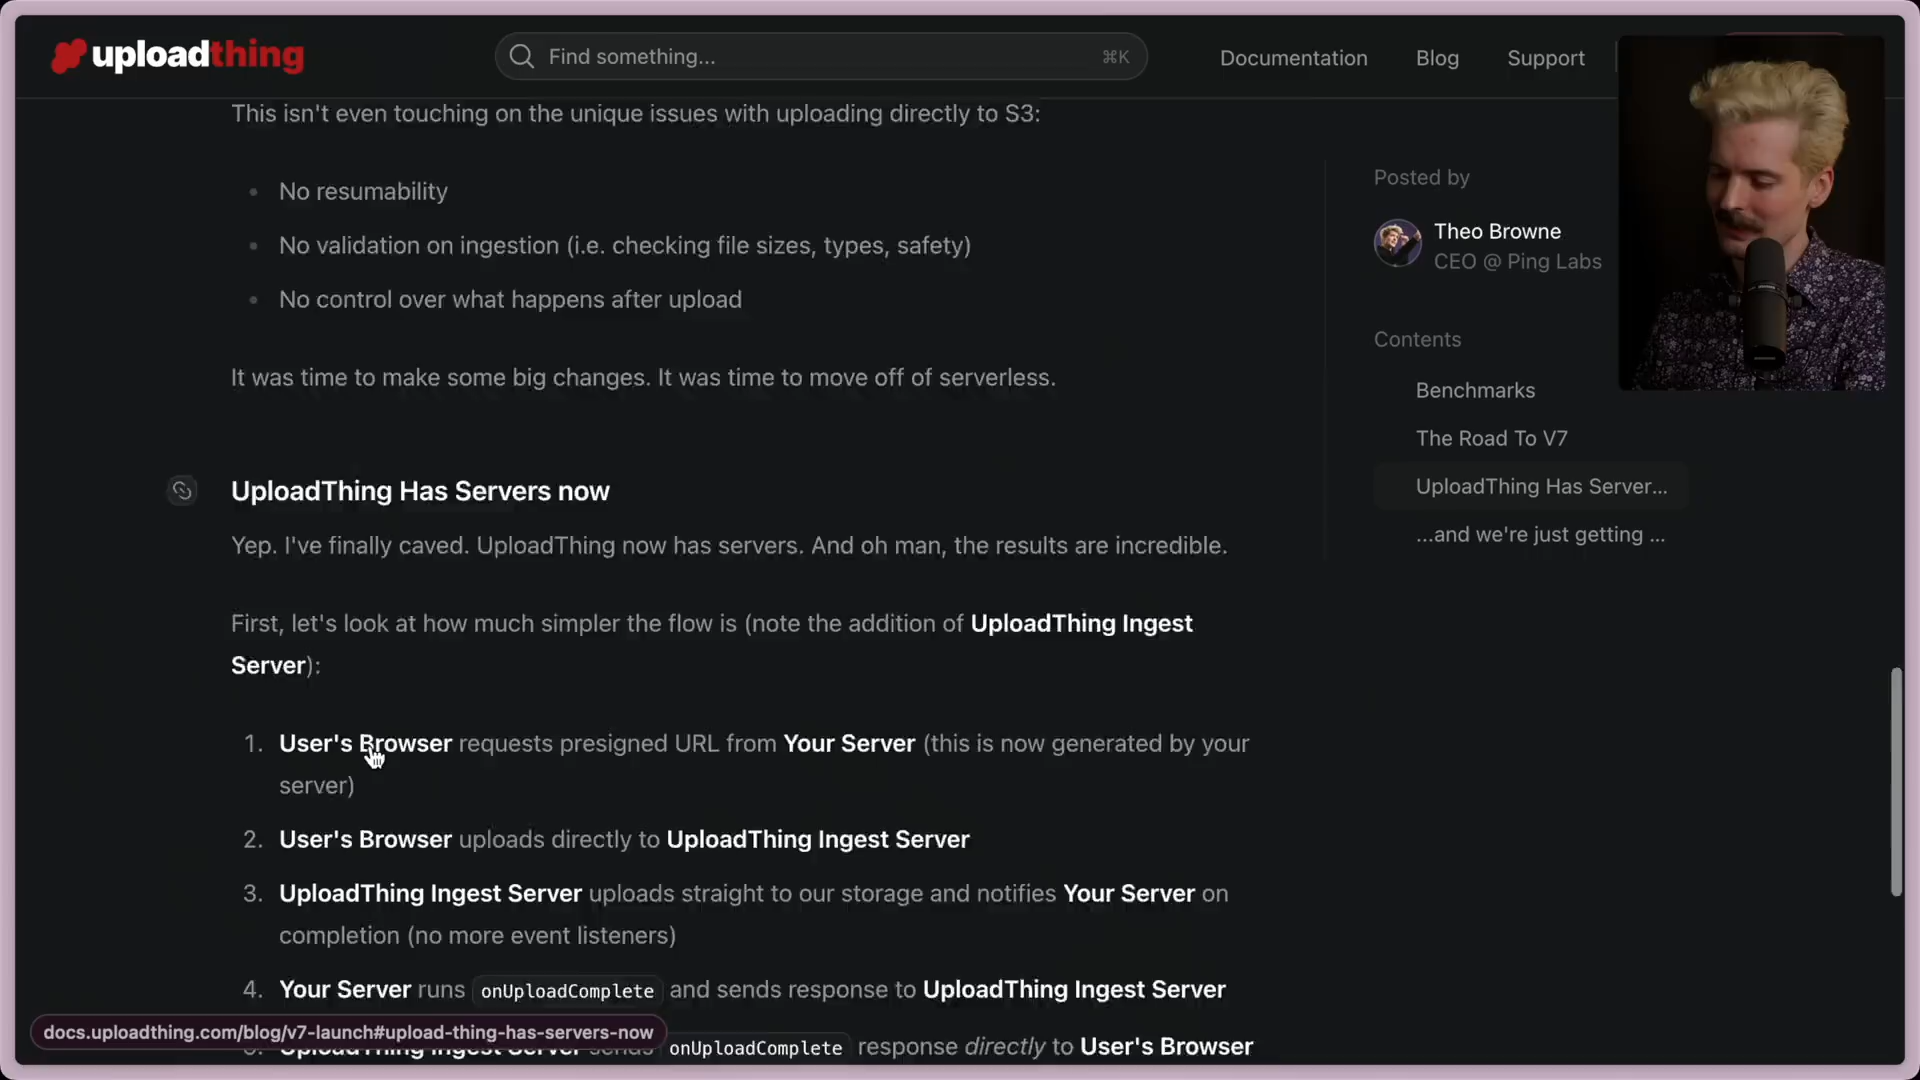 uploadthing
Find something...
⌘K
Documentation
Blog
Support
This isn't even touching on the unique issues with uploading directly to S3:
No resumability
No validation on ingestion (i.e. checking file sizes, types, safety)
No control over what happens after upload
It was time to make some big changes. It was time to move off of serverless.
UploadThing Has Servers now
Yep. I've finally caved. UploadThing now has servers. And oh man, the results are incredible.
First, let's look at how much simpler the flow is (note the addition of UploadThing Ingest
Server):
1. User's Browser requests presigned URL from Your Server (this is now generated by your
server)
2. User's Browser uploads directly to UploadThing Ingest Server
3. UploadThing Ingest Server uploads straight to our storage and notifies Your Server on
completion (no more event listeners)
4. Your Server runs onUploadComplete and sends response to UploadThing Ingest Server
UploadThing Ingest Server sends onUploadComplete response directly to User's Browser
docs.uploadthing.com/blog/v7-launch#upload-thing-has-servers-now
Posted by
Theo Browne
CEO @ Ping Labs
Contents
Benchmarks
The Road To V7
UploadThing Has Server...
...and we're just getting ...